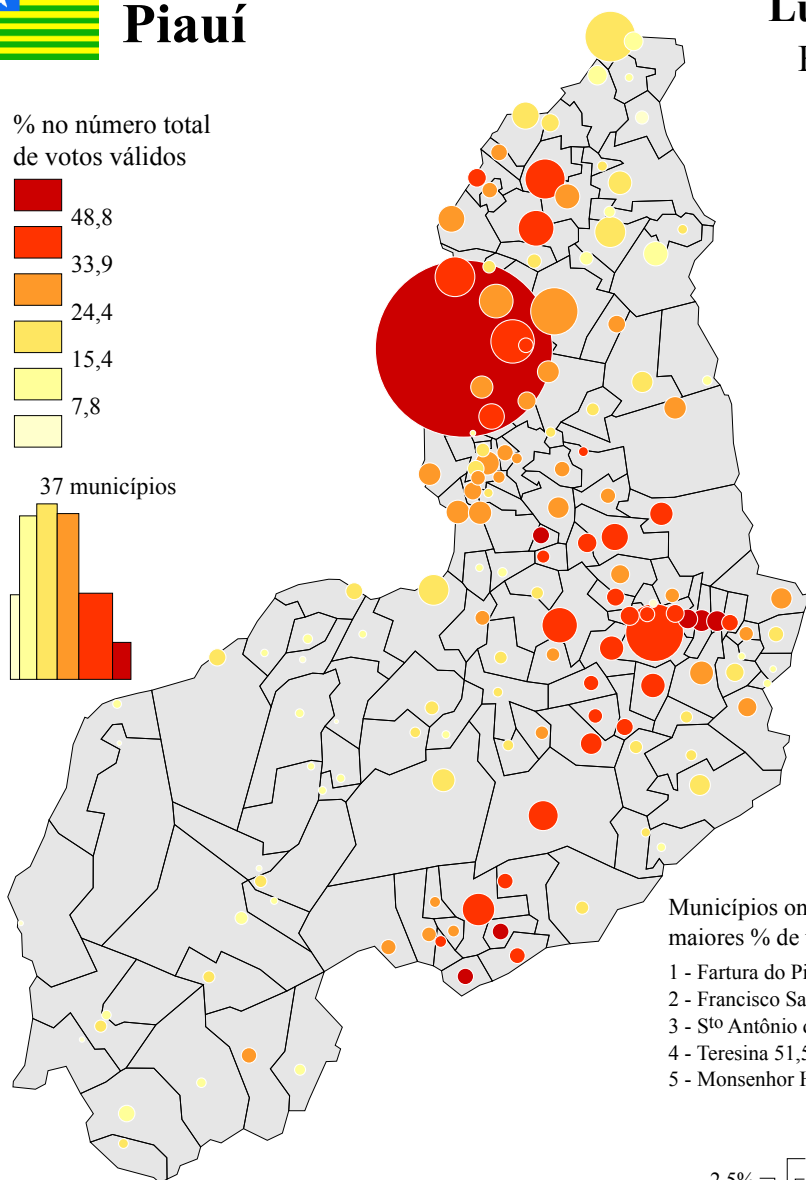 Piauí
Lu
% no número total
de votos válidos
48,8
33,9
24,4
15,4
7,8
37 municípios
Municípios on
maiores % de
1 - Fartura do Pi
2 - Francisco Sa
3 - Sto Antônio
4 - Teresina 51,5
5 - Monsenhor
2,5%